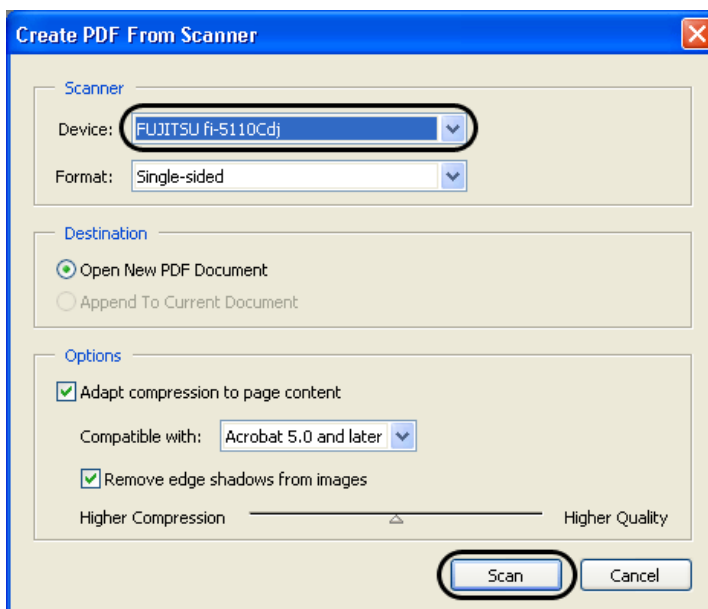 Create PDF From Scanner
Scanner
Device: FUJITSU fi-5110Cdj
Format: Single-sided
Destination
Open New PDF Document
Append To Current Document
Options
Adapt compression to page content
Compatible with: Acrobat 5.0 and later
Remove edge shadows from images
Higher Compression Higher Quality
Scan Cancel